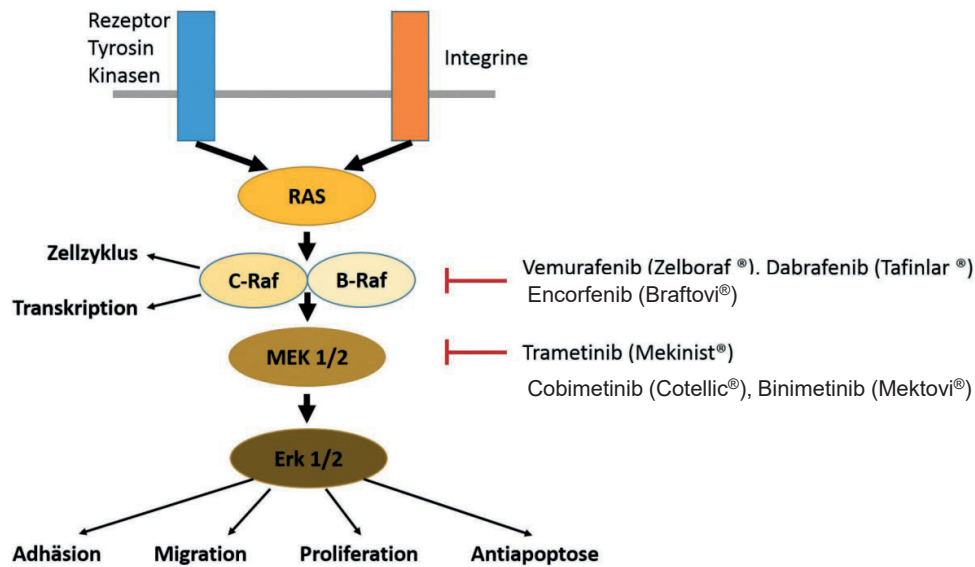 Rezeptor
Tyrosin
Kinasen
Integrine
RAS
Zellzyklus
C-Raf
B-Raf
Transkription
Vemurafenib (Zelboraf ®). Dabrafenib (Tafinlar ®)
Encorfenib (Braftovi®)
MEK 1/2
Trametinib (Mekinist®)
Cobimetinib (Cotellic®), Binimetinib (Mektovi®)
Erk 1/2
Adhäsion Migration Proliferation Antiapoptose